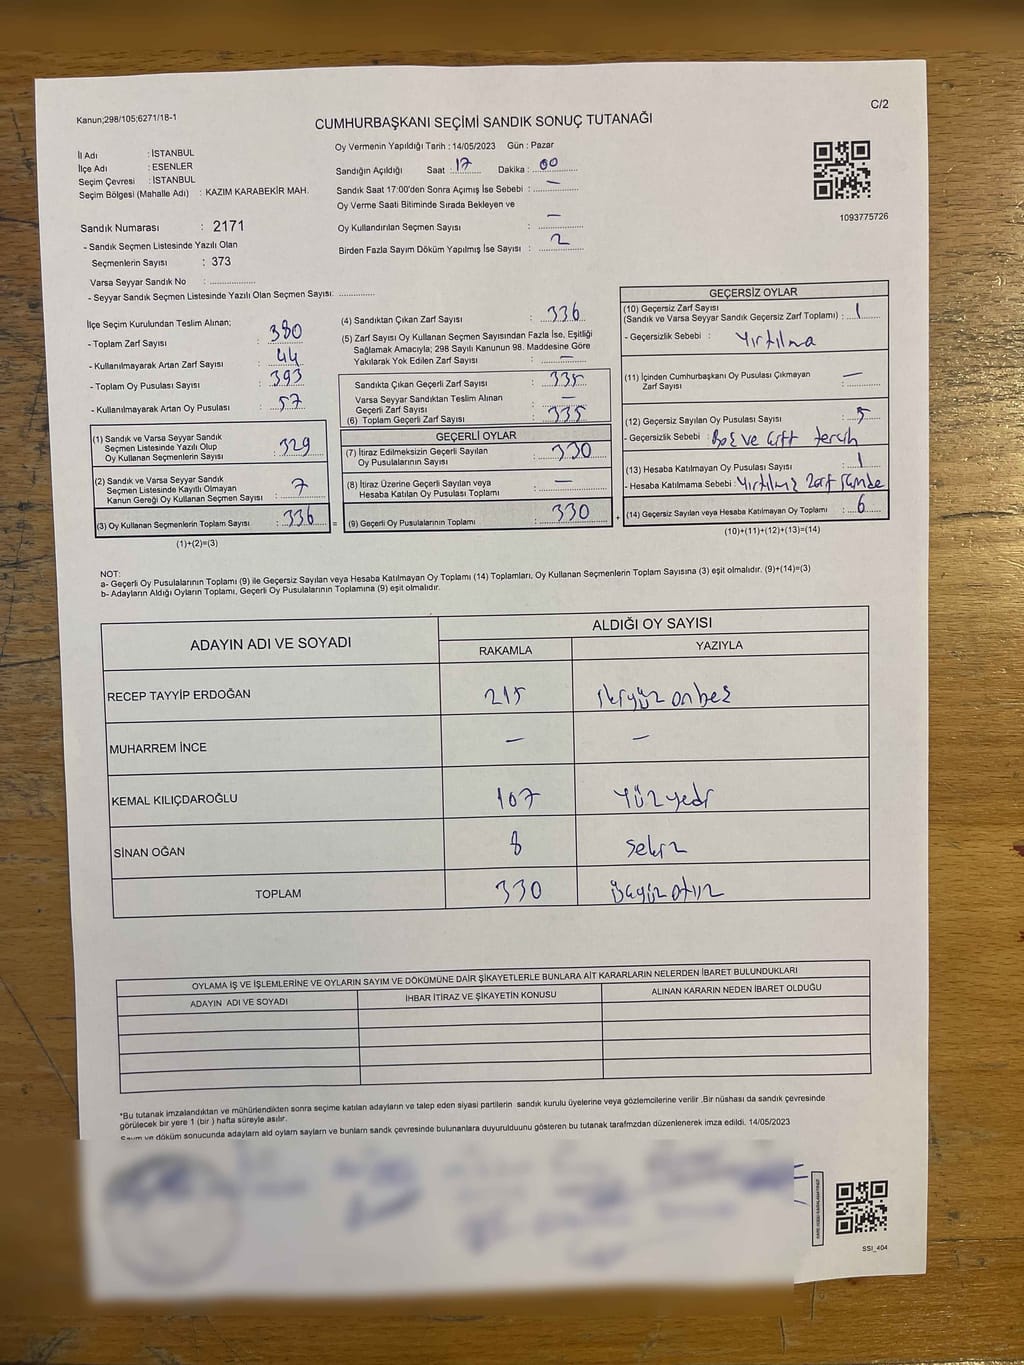 Kanun;298/105;6271/18-1
C/2
CUMHURBAŞKANI SEÇİMİ SANDIK SONUÇ TUTANAĞI
İl Adı : İSTANBUL
İlçe Adı : ESENLER
Seçim Çevresi : İSTANBUL
Seçim Bölgesi (Mahalle Adı) : KAZIM KARABEKİR MAH.
Oy Vermenin Yapıldığı Tarih : 14/05/2023 Gün : Pazar
Sandığın Açıldığı Saat : 17 Dakika : 00
Sandık Saat 17:00'den Sonra Açımış İse Sebebi : —
Oy Verme Saati Bitiminde Sırada Bekleyen ve
Oy Kullandırılan Seçmen Sayısı : —
Birden Fazla Sayım Döküm Yapılmış İse Sayısı : 2
1093775726
Sandık Numarası : 2171
- Sandık Seçmen Listesinde Yazılı Olan
Seçmenlerin Sayısı : 373
Varsa Seyyar Sandık No : ................
- Seyyar Sandık Seçmen Listesinde Yazılı Olan Seçmen Sayısı: .............
İlçe Seçim Kurulundan Teslim Alınan;
- Toplam Zarf Sayısı : 380
- Kullanılmayarak Artan Zarf Sayısı : 44
- Toplam Oy Pusulası Sayısı : 393
- Kullanılmayarak Artan Oy Pusulası : 57
(1) Sandık ve Varsa Seyyar Sandık
Seçmen Listesinde Yazılı Olup
Oy Kullanan Seçmenlerin Sayısı : 329
(2) Sandık ve Varsa Seyyar Sandık
Seçmen Listesinde Kayıtlı Olmayan
Kanun Gereği Oy Kullanan Seçmen Sayısı : 7
(3) Oy Kullanan Seçmenlerin Toplam Sayısı : 336 =
(1)+(2)=(3)
(4) Sandıktan Çıkan Zarf Sayısı : 336
(5) Zarf Sayısı Oy Kullanan Seçmen Sayısından Fazla İse, Eşitliği
Sağlamak Amacıyla; 298 Sayılı Kanunun 98. Maddesine Göre
Yakılarak Yok Edilen Zarf Sayısı : —
Sandıkta Çıkan Geçerli Zarf Sayısı : 335
Varsa Seyyar Sandıktan Teslim Alınan
Geçerli Zarf Sayısı : —
(6) Toplam Geçerli Zarf Sayısı : 335
GEÇERLİ OYLAR
(7) İtiraz Edilmeksizin Geçerli Sayılan
Oy Pusulalarının Sayısı : 330
(8) İtiraz Üzerine Geçerli Sayılan veya
Hesaba Katılan Oy Pusulası Toplamı : —
(9) Geçerli Oy Pusulalarının Toplamı : 330 +
GEÇERSİZ OYLAR
(10) Geçersiz Zarf Sayısı
(Sandık ve Varsa Seyyar Sandık Geçersiz Zarf Toplamı) : 1
- Geçersizlik Sebebi : Yırtılma
(11) İçinden Cumhurbaşkanı Oy Pusulası Çıkmayan
Zarf Sayısı : —
(12) Geçersiz Sayılan Oy Pusulası Sayısı : 5
- Geçersizlik Sebebi : Boş ve Çift tercih
(13) Hesaba Katılmayan Oy Pusulası Sayısı : 1
- Hesaba Katılmama Sebebi : Yırtılmış zarf
(14) Geçersiz Sayılan veya Hesaba Katılmayan Oy Toplamı : 6
(10)+(11)+(12)+(13)=(14)
NOT:
a- Geçerli Oy Pusulalarının Toplamı (9) ile Geçersiz Sayılan veya Hesaba Katılmayan Oy Toplamı (14) Toplamları, Oy Kullanan Seçmenlerin Toplam Sayısına (3) eşit olmalıdır. (9)+(14)=(3)
b- Adayların Aldığı Oyların Toplamı, Geçerli Oy Pusulalarının Toplamına (9) eşit olmalıdır.
ADAYIN ADI VE SOYADI
ALDIĞI OY SAYISI
RAKAMLA YAZIYLA
RECEP TAYYİP ERDOĞAN 215 ikiyüz onbeş
MUHARREM İNCE — —
KEMAL KILIÇDAROĞLU 107 Yüzyedi
SİNAN OĞAN 8 Sekiz
TOPLAM 330 Üçyüz otuz
OYLAMA İŞ VE İŞLEMLERİNE VE OYLARIN SAYIM VE DÖKÜMÜNE DAİR ŞİKAYETLERLE BUNLARA AİT KARARLARIN NELERDEN İBARET BULUNDUKLARI
ADAYIN ADI VE SOYADI İHBAR İTİRAZ VE ŞİKAYETİN KONUSU ALINAN KARARIN NEDEN İBARET OLDUĞU
*Bu tutanak imzalandıktan ve mühürlendikten sonra seçime katılan adayların ve talep eden siyasi partilerin sandık kurulu üyelerine veya gözlemcilerine verilir .Bir nüshası da sandık çevresinde
görülecek bir yere 1 (bir ) hafta süreyle asılır.
Sayım ve döküm sonucunda adayların ald oyların sayları ve bunların sandk çevresinde bulunanlara duyurulduunu gösteren bu tutanak tarafmzdan düzenlenerek imza edildi. 14/05/2023
SSI_404